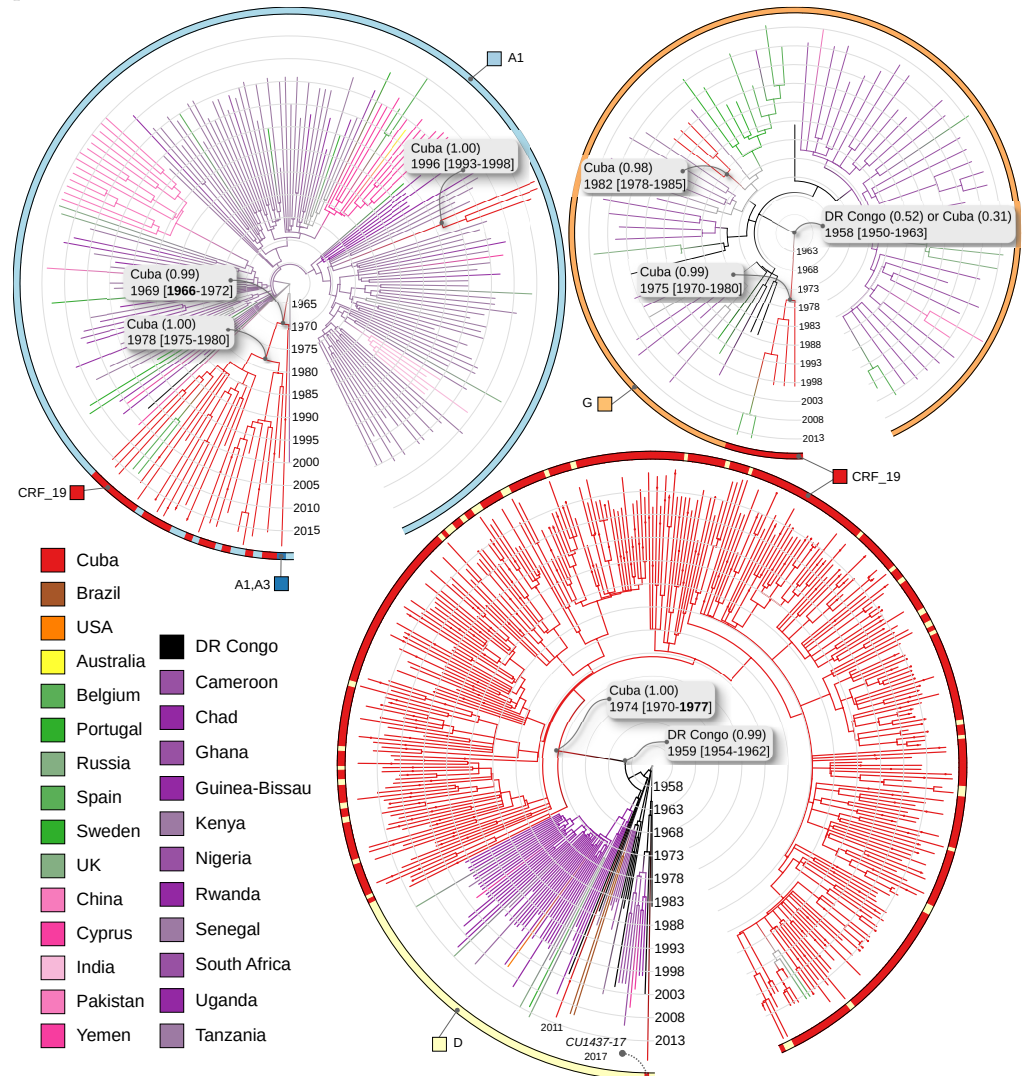 A1
Cuba (1.00)
1996 [1993-1998]
Cuba (0.99)
1969 [1966-1972]
Cuba (1.00)
1978 [1975-1980]
1965
1970
1975
1980
1985
1990
1995
2000
2005
2010
2015
CRF_19
A1,A3
Cuba (0.98)
1982 [1978-1985]
DR Congo (0.52) or Cuba (0.31)
1958 [1950-1963]
Cuba (0.99)
1975 [1970-1980]
1963
1968
1973
1978
1983
1988
1993
1998
2003
2008
2013
G
CRF_19
Cuba (1.00)
1974 [1970-1977]
DR Congo (0.99)
1959 [1954-1962]
1958
1963
1968
1973
1978
1983
1988
1993
1998
2003
2008
2013
2011
CU1437-17
2017
D
Cuba
Brazil
USA
Australia
Belgium
Portugal
Russia
Spain
Sweden
UK
China
Cyprus
India
Pakistan
Yemen
DR Congo
Cameroon
Chad
Ghana
Guinea-Bissau
Kenya
Nigeria
Rwanda
Senegal
South Africa
Uganda
Tanzania